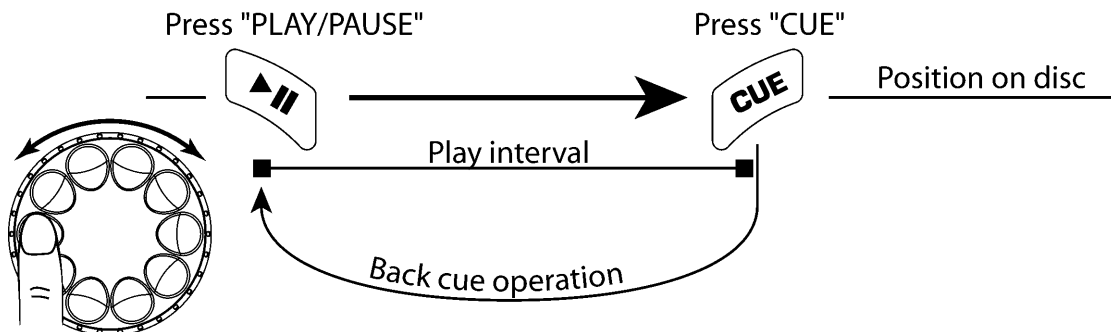 Press "PLAY/PAUSE"
Press "CUE"
CUE
Position on disc
Play interval
Back cue operation